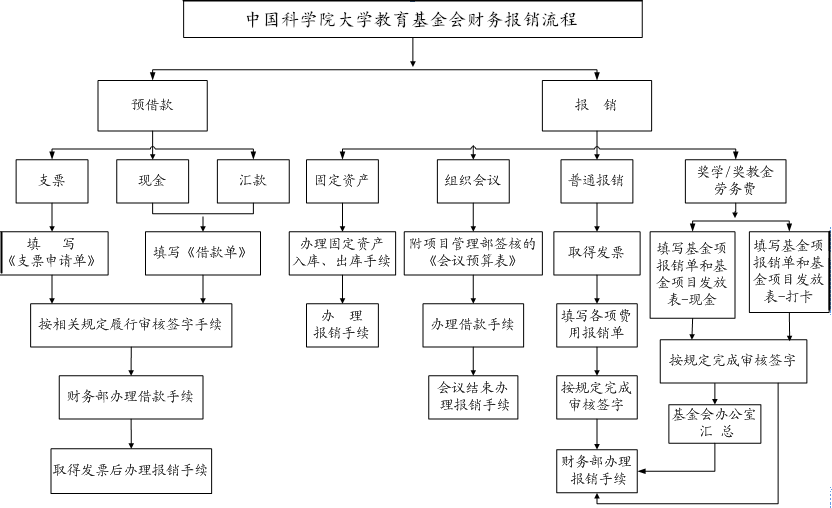 中国科学院大学教育基金会财务报销流程
预借款
报 销
支票
现金
汇款
固定资产
组织会议
普通报销
奖学/奖教金
劳务费
填 写
《支票申请单》
填写《借款单》
办理固定资产
入库、出库手续
附项目管理部签核的
《会议预算表》
取得发票
填写基金项
报销单和基
金项目发放
表-现金
填写基金项
报销单和基
金项目发放
表-打卡
按相关规定履行审核签字手续
办 理
报销手续
办理借款手续
填写各项费
用报销单
按规定完成审核签字
财务部办理借款手续
会议结束办
理报销手续
按规定完成
审核签字
基金会办公室
汇 总
取得发票后办理报销手续
财务部办理
报销手续